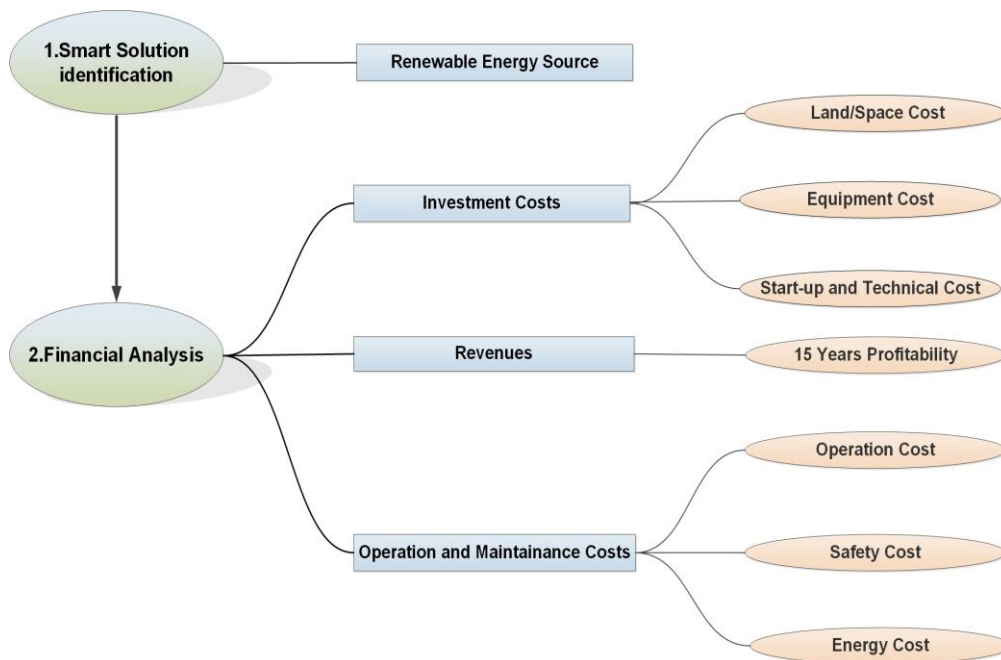 1.Smart Solution
identification
Renewable Energy Source
Land/Space Cost
Investment Costs
Equipment Cost
Start-up and Technical Cost
2.Financial Analysis
Revenues
15 Years Profitability
Operation Cost
Operation and Maintainance Costs
Safety Cost
Energy Cost